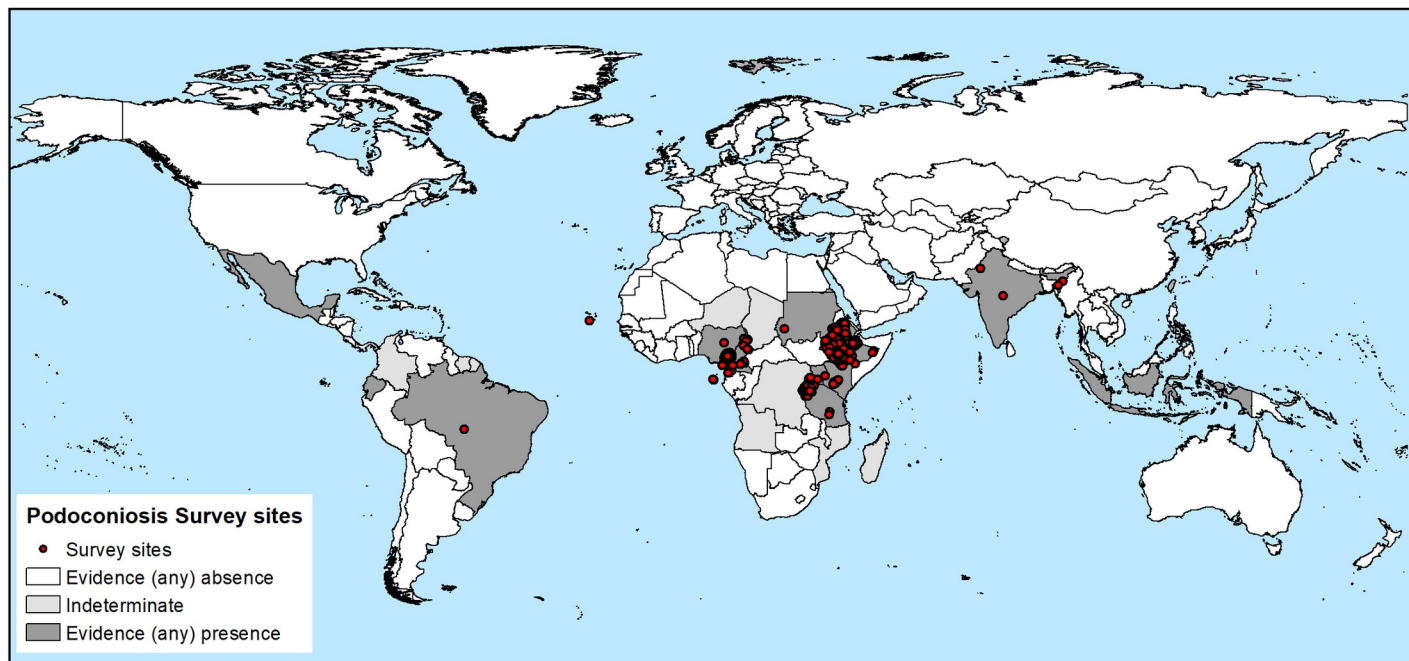 Podoconiosis Survey sites
Survey sites
Evidence (any) absence
Indeterminate
Evidence (any) presence